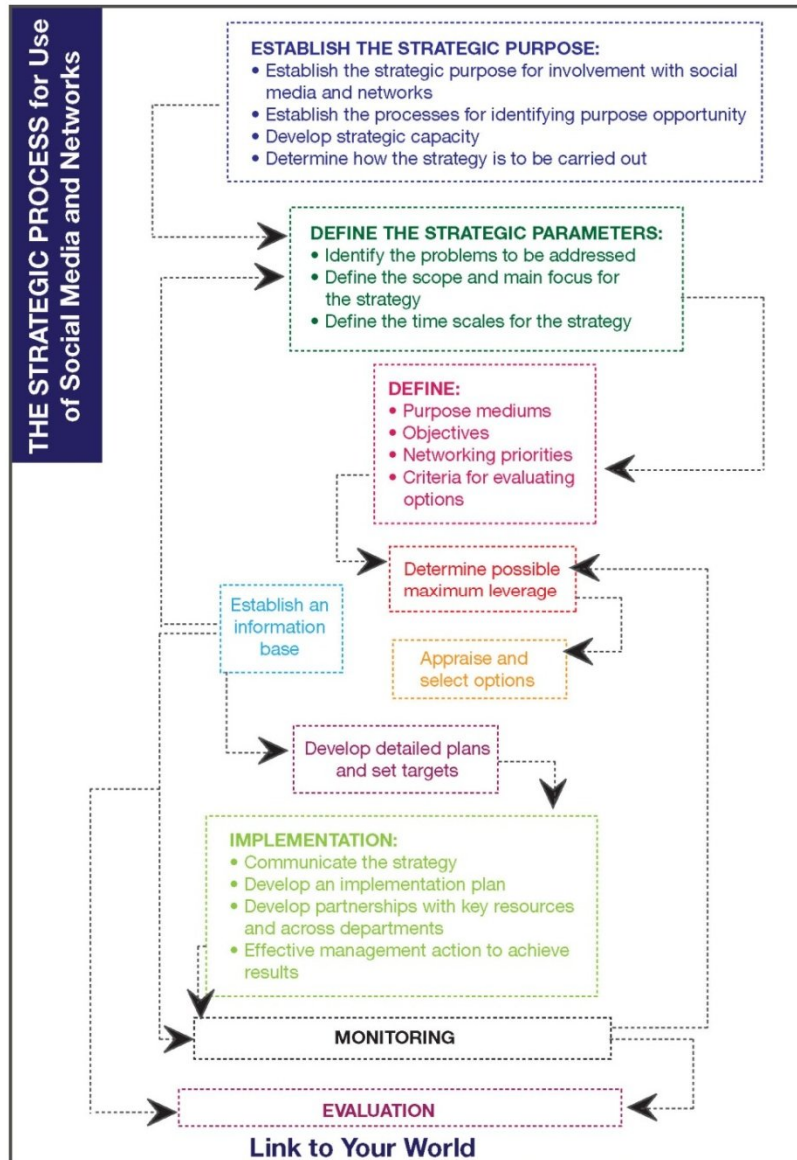 THE STRATEGIC PROCESS for Use
of Social Media and Networks
ESTABLISH THE STRATEGIC PURPOSE:
• Establish the strategic purpose for involvement with social
media and networks
• Establish the processes for identifying purpose opportunity
• Develop strategic capacity
• Determine how the strategy is to be carried out
DEFINE THE STRATEGIC PARAMETERS:
• Identify the problems to be addressed
• Define the scope and main focus for
the strategy
• Define the time scales for the strategy
DEFINE:
• Purpose mediums
• Objectives
• Networking priorities
• Criteria for evaluating
options
Determine possible
maximum leverage
Establish an
information
base
Appraise and
select options
Develop detailed plans
and set targets
IMPLEMENTATION:
• Communicate the strategy
• Develop an implementation plan
• Develop partnerships with key resources
and across departments
• Effective management action to achieve
results
MONITORING
EVALUATION
Link to Your World